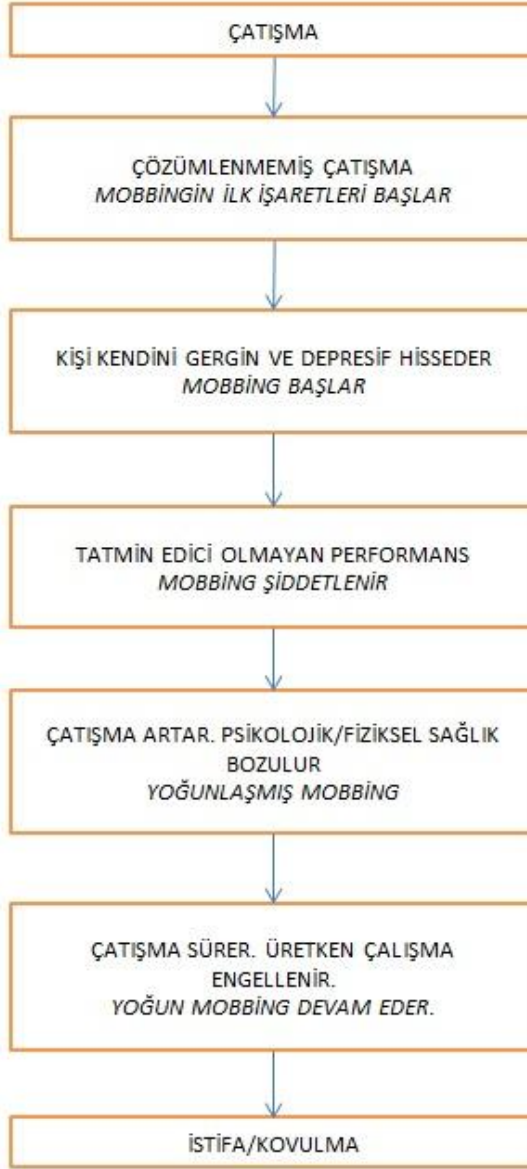 ÇATIŞMA
ÇÖZÜMLENMEMİŞ ÇATIŞMA
MOBBİNGİN İLK İŞARETLERİ BAŞLAR
KİŞİ KENDİNİ GERGİN VE DEPRESİF HİSSEDER
MOBBİNG BAŞLAR
TATMİN EDİCİ OLMAYAN PERFORMANS
MOBBİNG ŞİDDETLENİR
ÇATIŞMA ARTAR. PSİKOLOJİK/FİZİKSEL SAĞLIK
BOZULUR
YOĞUNLAŞMIŞ MOBBİNG
ÇATIŞMA SÜRER. ÜRETKEN ÇALIŞMA
ENGELLENİR.
YOĞUN MOBBİNG DEVAM EDER.
İSTİFA/KOVULMA